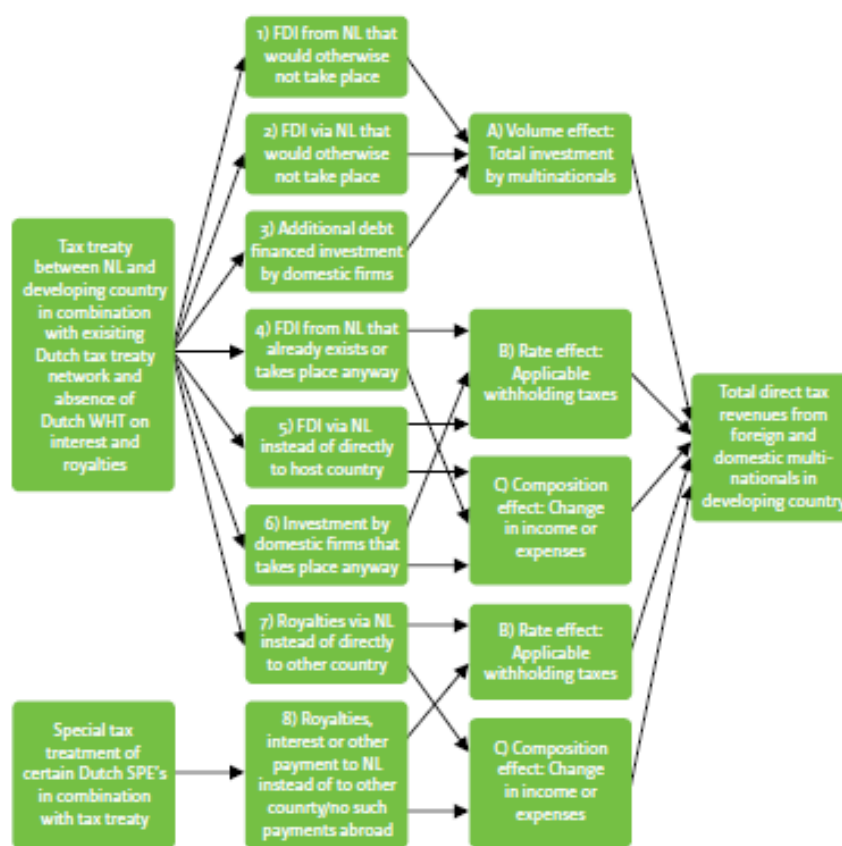 1) FDI from NL that
would otherwise
not take place
2) FDI via NL that
would otherwise
not take place
3) Additional debt
financed investment
by domestic firms
4) FDI from NL that
already exists or
takes place anyway
5) FDI via NL
instead of directly
to host country
6) Investment by
domestic firms that
takes place anyway
7) Royalties via NL
instead of directly
to other country
8) Royalties,
interest or other
payment to NL
instead of to other
counrty/no such
payments abroad
Tax treaty
between NL and
developing country
in combination
with exisiting
Dutch tax treaty
network and
absence of
Dutch WHT on
interest and
royalties
Special tax
treatment of
certain Dutch SPE's
in combination
with tax treaty
A) Volume effect:
Total investment
by multinationals
B) Rate effect:
Applicable
withholding taxes
C) Composition
effect: Change
in income or
expenses
B) Rate effect:
Applicable
withholding taxes
C) Composition
effect: Change
in income or
expenses
Total direct tax
revenues from
foreign and
domestic multi-
nationals in
developing country